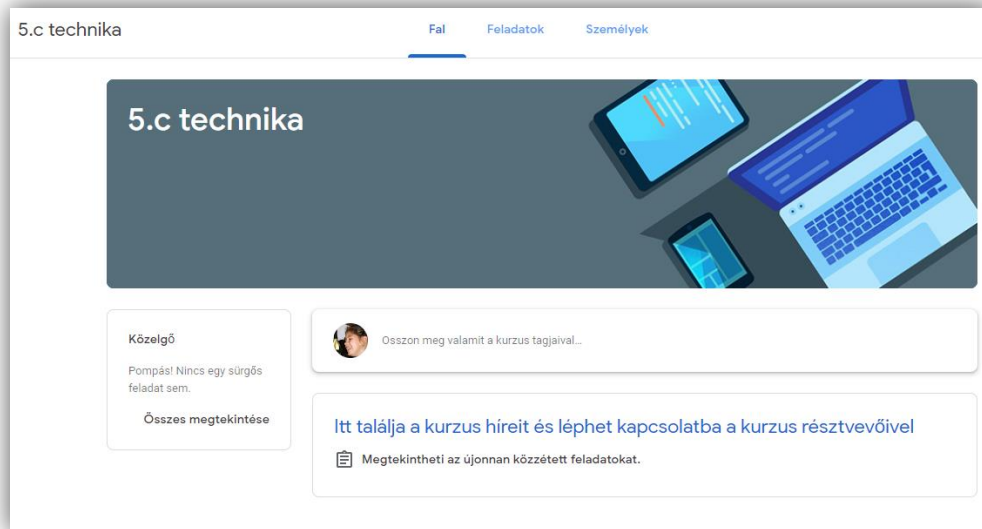 5.c technika
Fal Feladatok Személyek
5.c technika
Közelgő
Pompás! Nincs egy sürgős
feladat sem.
Összes megtekintése
Osszon meg valamit a kurzus tagjaival...
Itt találja a kurzus híreit és léphet kapcsolatba a kurzus résztvevőivel
Megtekintheti az újonnan közzétett feladatokat.